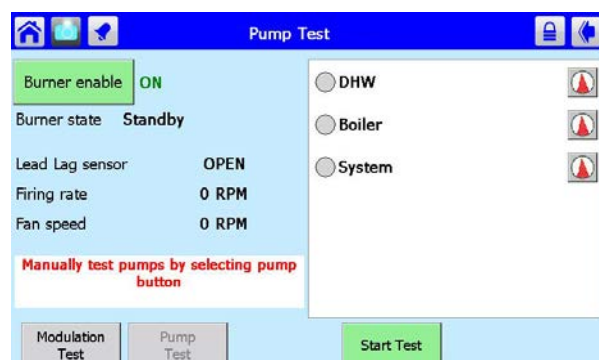 Pump Test
Burner enable ON
Burner state Standby
Lead Lag sensor OPEN
Firing rate 0 RPM
Fan speed 0 RPM
Manually test pumps by selecting pump
button
DHW
Boiler
System
Modulation
Test
Pump
Test
Start Test